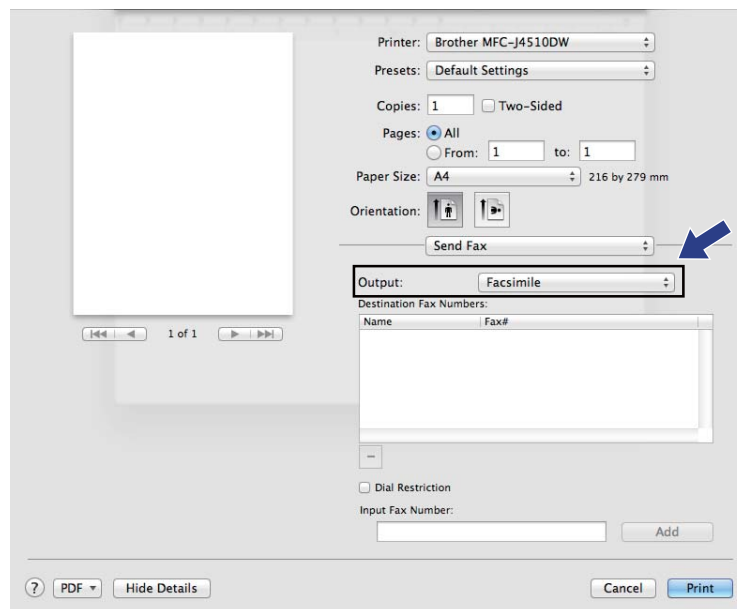 Printer: Brother MFC-J4510DW
Presets: Default Settings
Copies: 1 Two-Sided
Pages: All
From: 1 to: 1
Paper Size: A4 216 by 279 mm
Orientation:
Send Fax
Output: Facsimile
Destination Fax Numbers:
Name Fax#
1 of 1
Dial Restriction
Input Fax Number:
Add
? PDF Hide Details Cancel Print